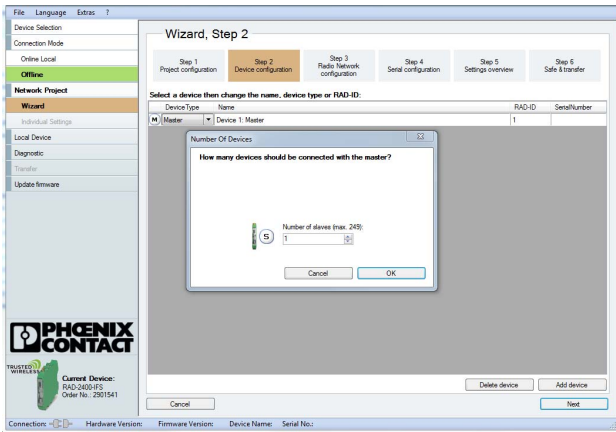 File Language Extras ?
Device Selection
Connection Mode
Online Local
Offline
Network Project
Wizard
Individual Settings
Local Device
Diagnostic
Transfer
Update firmware
PHŒNIX
CONTACT
TRUSTED
WIRELESS
Current Device:
RAD-2400-IFS
Order No.: 2901541
Wizard, Step 2
Step 1
Project configuration
Step 2
Device configuration
Step 3
Radio Network
configuration
Step 4
Serial configuration
Step 5
Settings overview
Step 6
Safe & transfer
Select a device then change the name, device type or RAD-ID:
DeviceType Name RAD-ID SerialNumber
M Master Device 1: Master 1
Number Of Devices
How many devices should be connected with the master?
S
Number of slaves (max. 249):
1
Cancel OK
Delete device Add device
Cancel Next
Connection: Hardware Version: Firmware Version: Device Name: Serial No.: